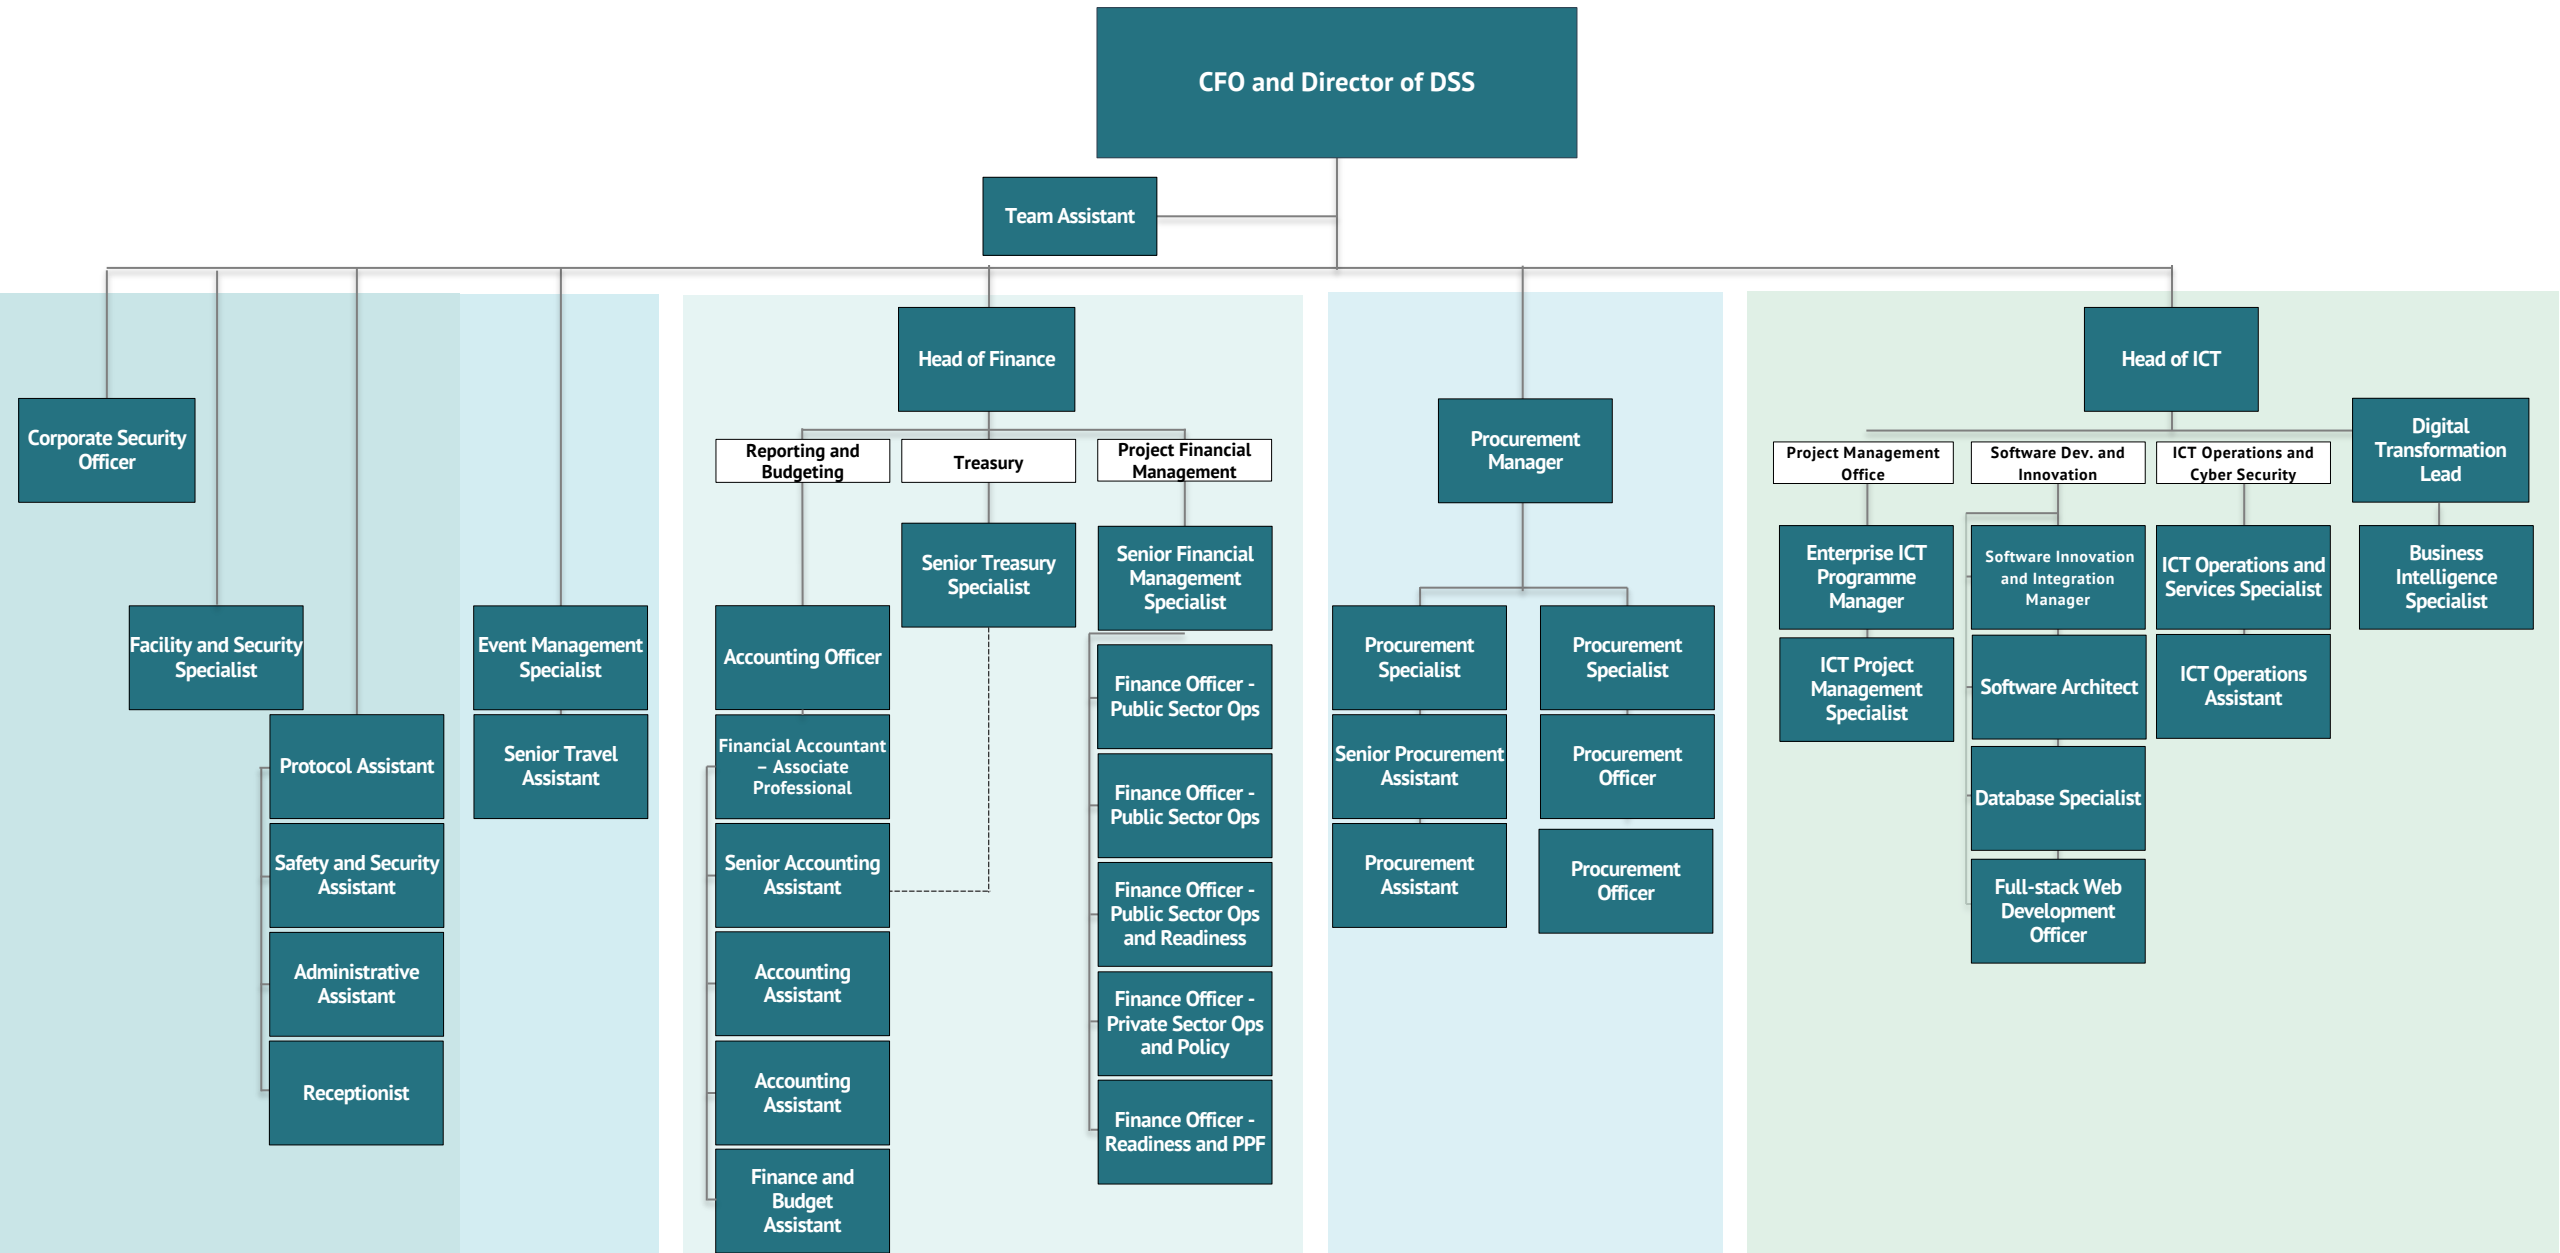 CFO and Director of DSS
Team Assistant
Corporate Security
Officer
Facility and Security
Specialist
Protocol Assistant
Safety and Security
Assistant
Administrative
Assistant
Receptionist
Event Management
Specialist
Senior Travel
Assistant
Head of Finance
Reporting and
Budgeting
Accounting Officer
Financial Accountant
– Associate
Professional
Senior Accounting
Assistant
Accounting
Assistant
Accounting
Assistant
Finance and
Budget
Assistant
Treasury
Senior Treasury
Specialist
Project Financial
Management
Senior Financial
Management
Specialist
Finance Officer -
Public Sector Ops
Finance Officer -
Public Sector Ops
Finance Officer -
Public Sector Ops
and Readiness
Finance Officer -
Private Sector Ops
and Policy
Finance Officer -
Readiness and PPF
Procurement
Manager
Procurement
Specialist
Senior Procurement
Assistant
Procurement
Assistant
Procurement
Specialist
Procurement
Officer
Procurement
Officer
Head of ICT
Project Management
Office
Enterprise ICT
Programme
Manager
ICT Project
Management
Specialist
Software Dev. and
Innovation
Software Innovation
and Integration
Manager
Software Architect
Database Specialist
Full-stack Web
Development
Officer
ICT Operations and
Cyber Security
ICT Operations and
Services Specialist
ICT Operations
Assistant
Digital
Transformation
Lead
Business
Intelligence
Specialist